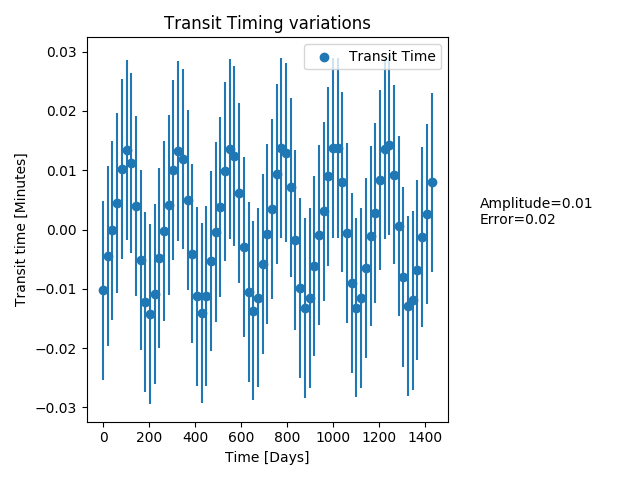 Transit Timing variations
Transit Time
Transit time [Minutes]
0.03
0.02
0.01
0.00
−0.01
−0.02
−0.03
0
200
400
600
800
1000
1200
1400
Time [Days]
Amplitude=0.01
Error=0.02